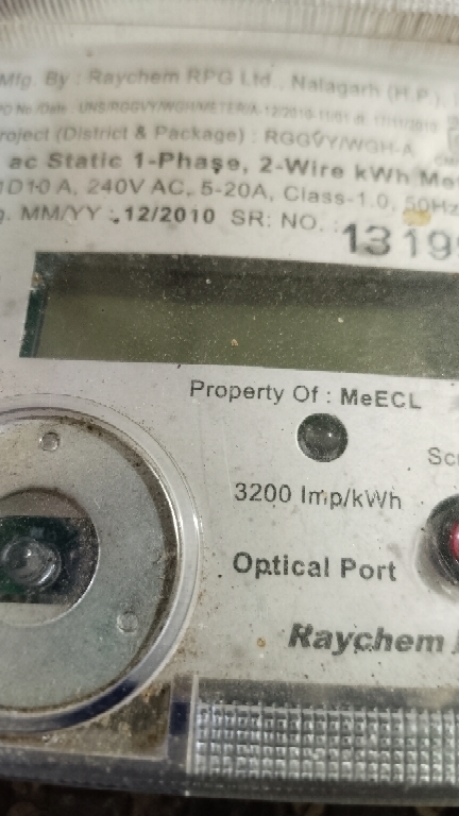 Mfg. By : Raychem RPG Ltd., Nalagarh (H.P.),
roject (District & Package) : RGGVY/WGH-A
ac Static 1-Phase, 2-Wire kWh Me
240V AC, 5-20A, Class-1.0, 50Hz
g. MM/YY : 12/2010 SR: NO. : 1319
Property Of : MeECL
Scr
3200 Imp/kWh
Optical Port
Raychem